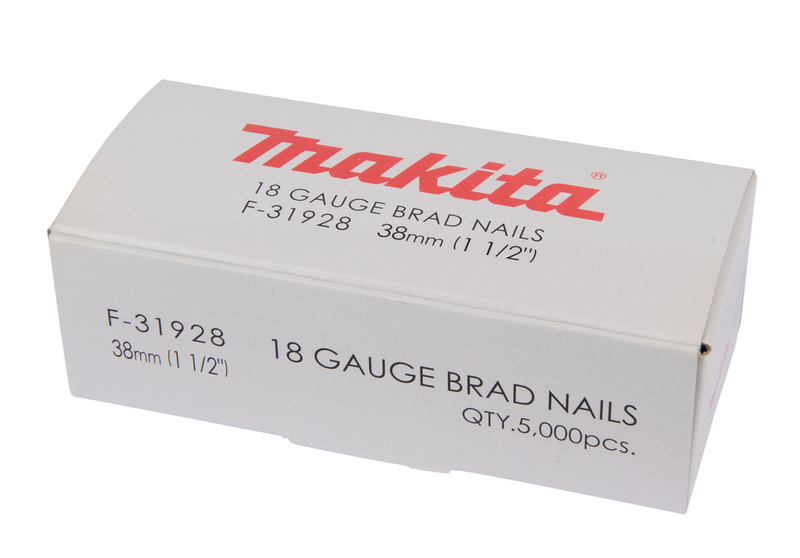 makita®
18 GAUGE BRAD NAILS
F-31928 38mm (1 1/2")
F-31928
38mm (1 1/2")
18 GAUGE BRAD NAILS
QTY.5,000pcs.